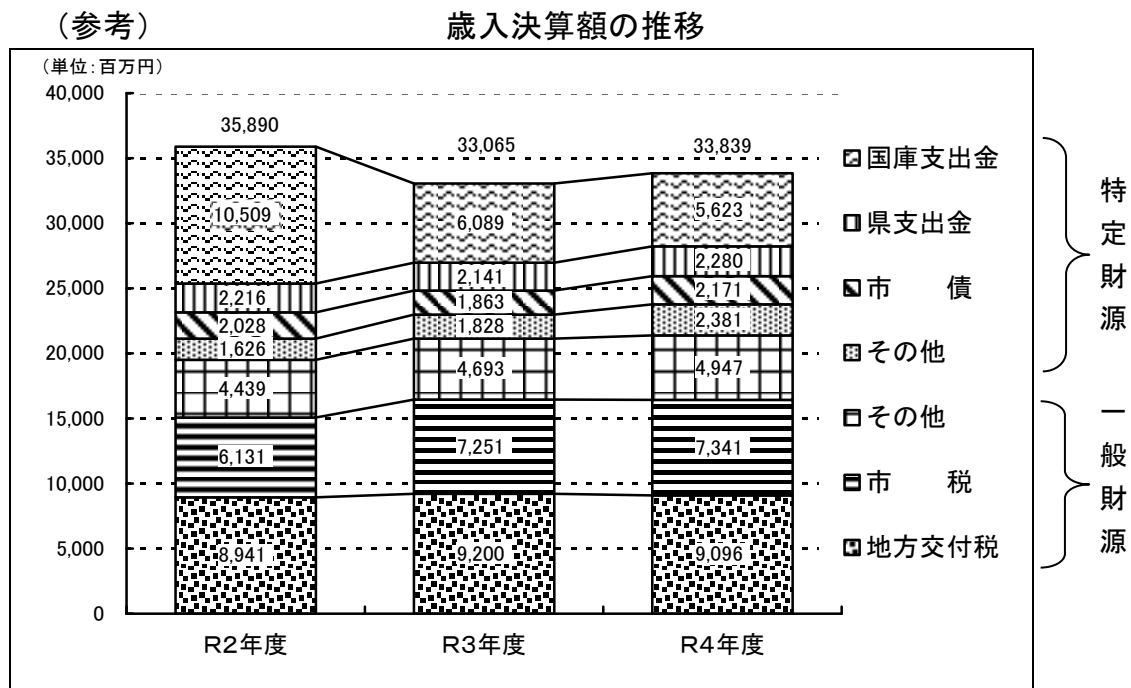 （参考）　歳入決算額の推移
（単位：百万円）
40,000
35,000
30,000
25,000
20,000
15,000
10,000
5,000
0
35,890
10,509
2,216
2,028
1,626
4,439
6,131
8,941
33,065
6,089
2,141
1,863
1,828
4,693
7,251
9,200
33,839
5,623
2,280
2,171
2,381
4,947
7,341
9,096
R2年度　R3年度　R4年度
国庫支出金
県支出金
市　債
その他
その他
市　税
地方交付税
特定財源
一般財源